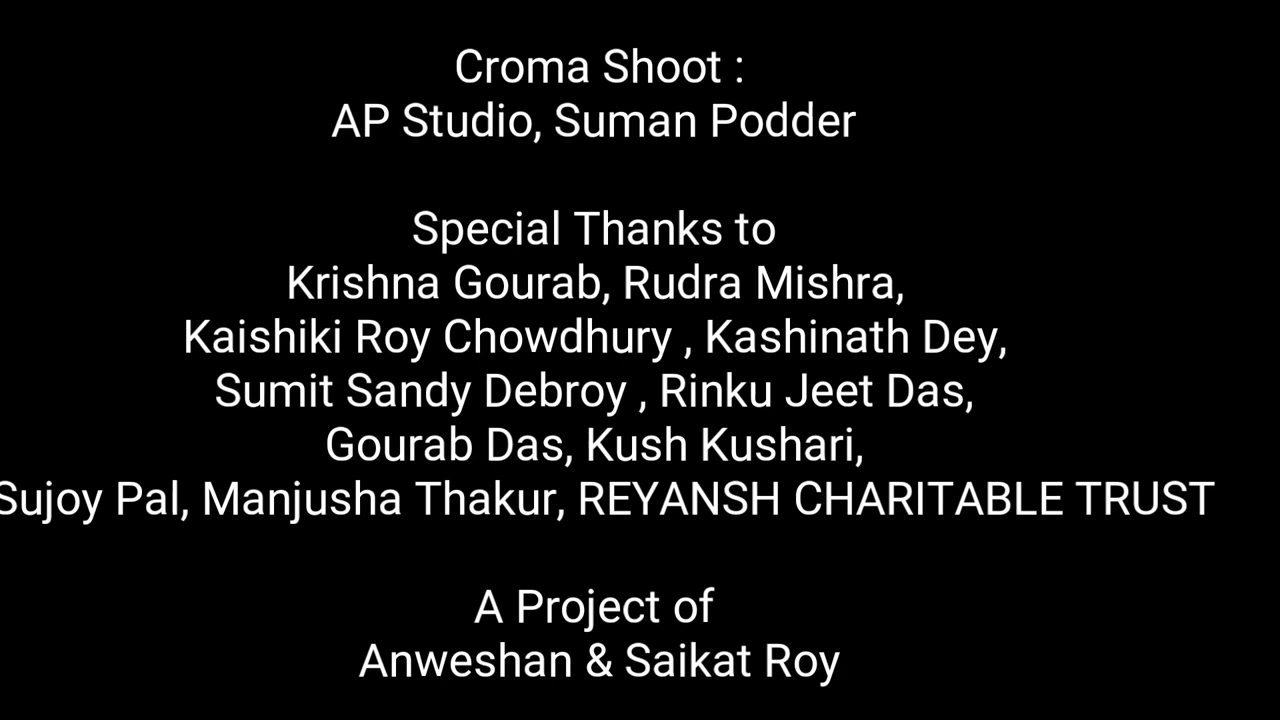 Croma Shoot :
AP Studio, Suman Podder
Special Thanks to
Krishna Gourab, Rudra Mishra,
Kaishiki Roy Chowdhury , Kashinath Dey,
Sumit Sandy Debroy , Rinku Jeet Das,
Gourab Das, Kush Kushari,
Sujoy Pal, Manjusha Thakur, REYANSH CHARITABLE TRUST
A Project of
Anweshan & Saikat Roy